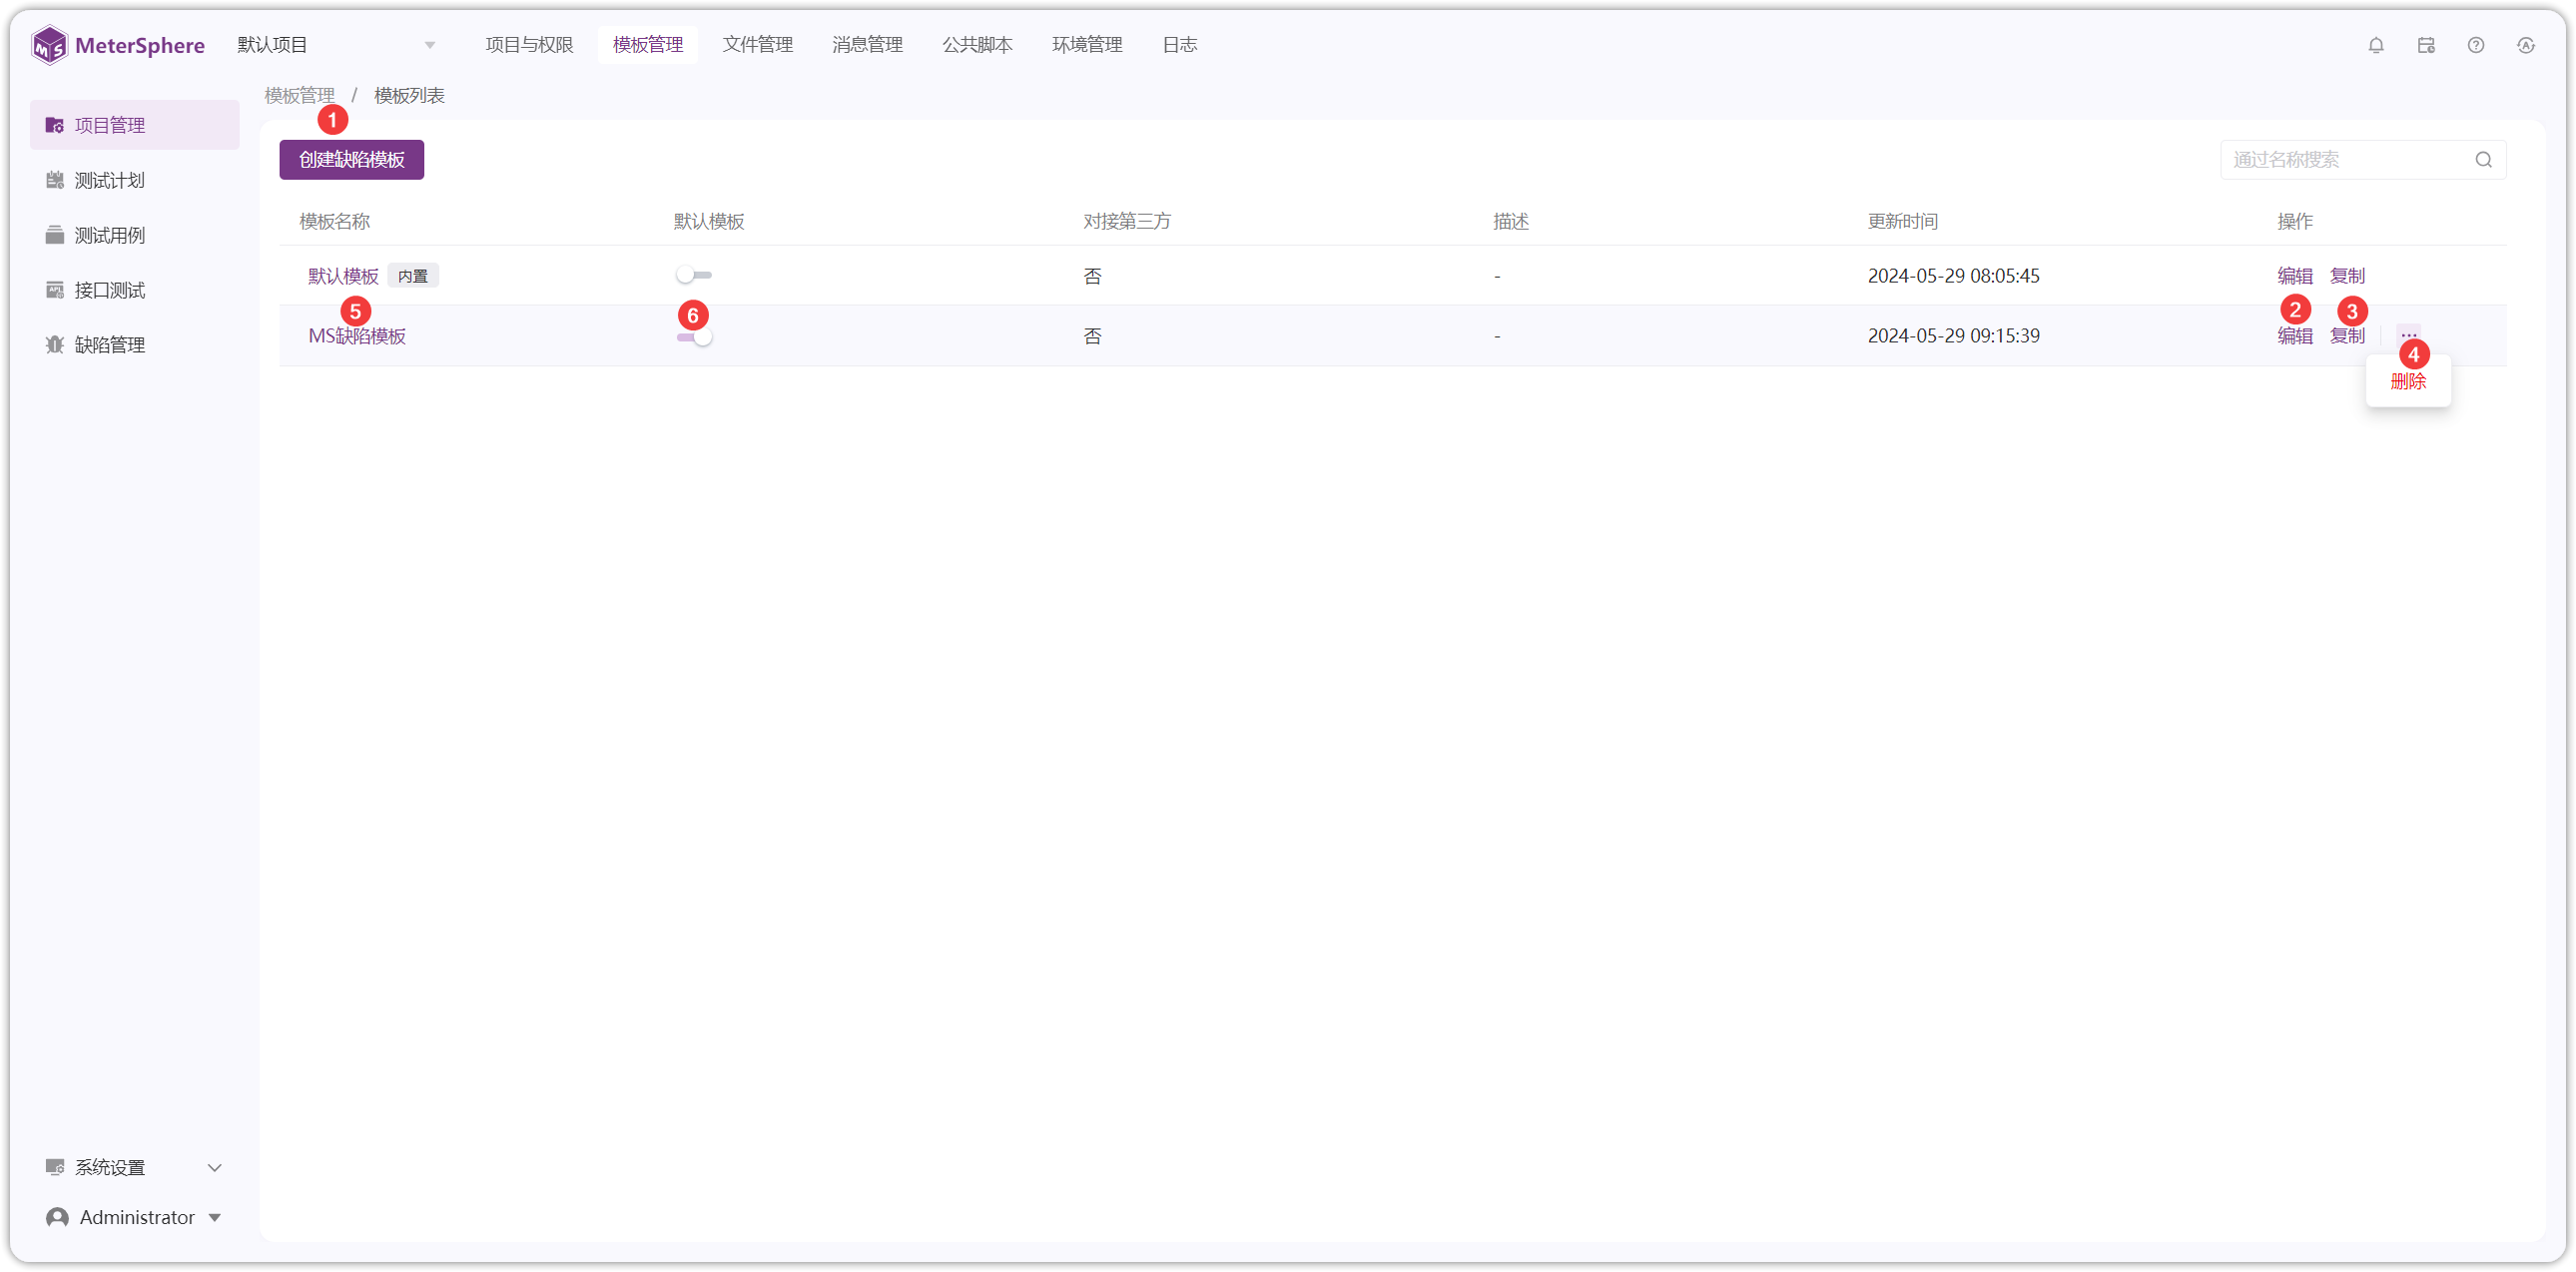 MeterSphere 默认项目 项目与权限 模板管理 文件管理 消息管理 公共脚本 环境管理 日志
模板管理 / 模板列表
1
项目管理
测试计划
测试用例
接口测试
缺陷管理
创建缺陷模板 通过名称搜索
模板名称 默认模板 对接第三方 描述 更新时间 操作
默认模板 内置 否 - 2024-05-29 08:05:45 编辑 复制
5 6 2 3
MS缺陷模板 否 - 2024-05-29 09:15:39 编辑 复制 ...
4
删除
系统设置
Administrator